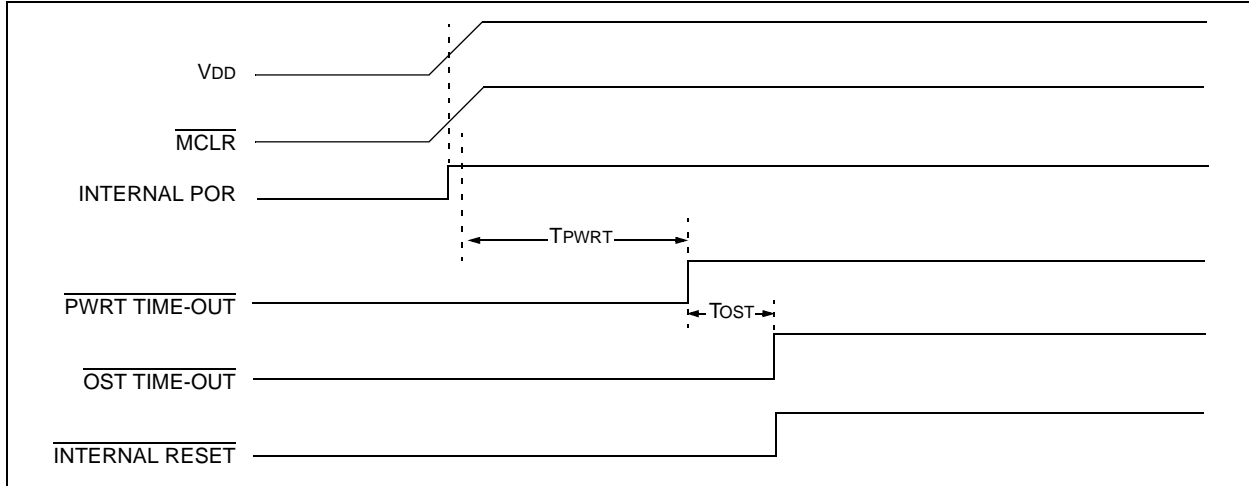 VDD
MCLR
INTERNAL POR
TPWRT
PWRT TIME-OUT
TOST
OST TIME-OUT
INTERNAL RESET